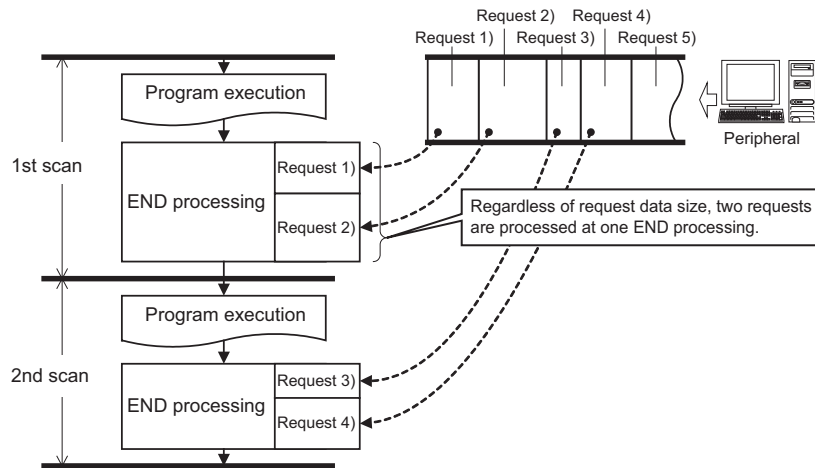 Request 2) Request 4)
Request 1) Request 3) Request 5)
Program execution
Peripheral
1st scan
END processing
Request 1)
Request 2)
Regardless of request data size, two requests
are processed at one END processing.
Program execution
2nd scan
END processing
Request 3)
Request 4)